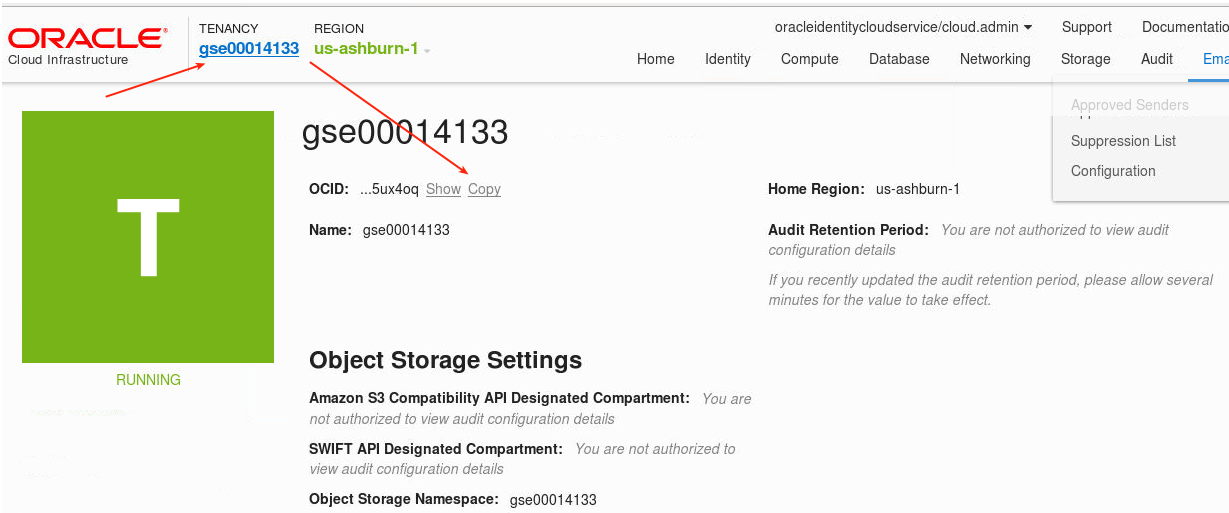 ORACLE®
Cloud Infrastructure
TENANCY
gse00014133
REGION
us-ashburn-1
oracleidentitycloudservice/cloud.admin
Support
Documentatio
Home
Identity
Compute
Database
Networking
Storage
Audit
Ema
Approved Senders
Suppression List
Configuration
T
RUNNING
gse00014133
OCID: ...5ux4oq Show Copy
Name: gse00014133
Home Region: us-ashburn-1
Audit Retention Period: You are not authorized to view audit
configuration details
If you recently updated the audit retention period, please allow several
minutes for the value to take effect.
Object Storage Settings
Amazon S3 Compatibility API Designated Compartment: You are
not authorized to view audit configuration details
SWIFT API Designated Compartment: You are not authorized to
view audit configuration details
Object Storage Namespace: gse00014133